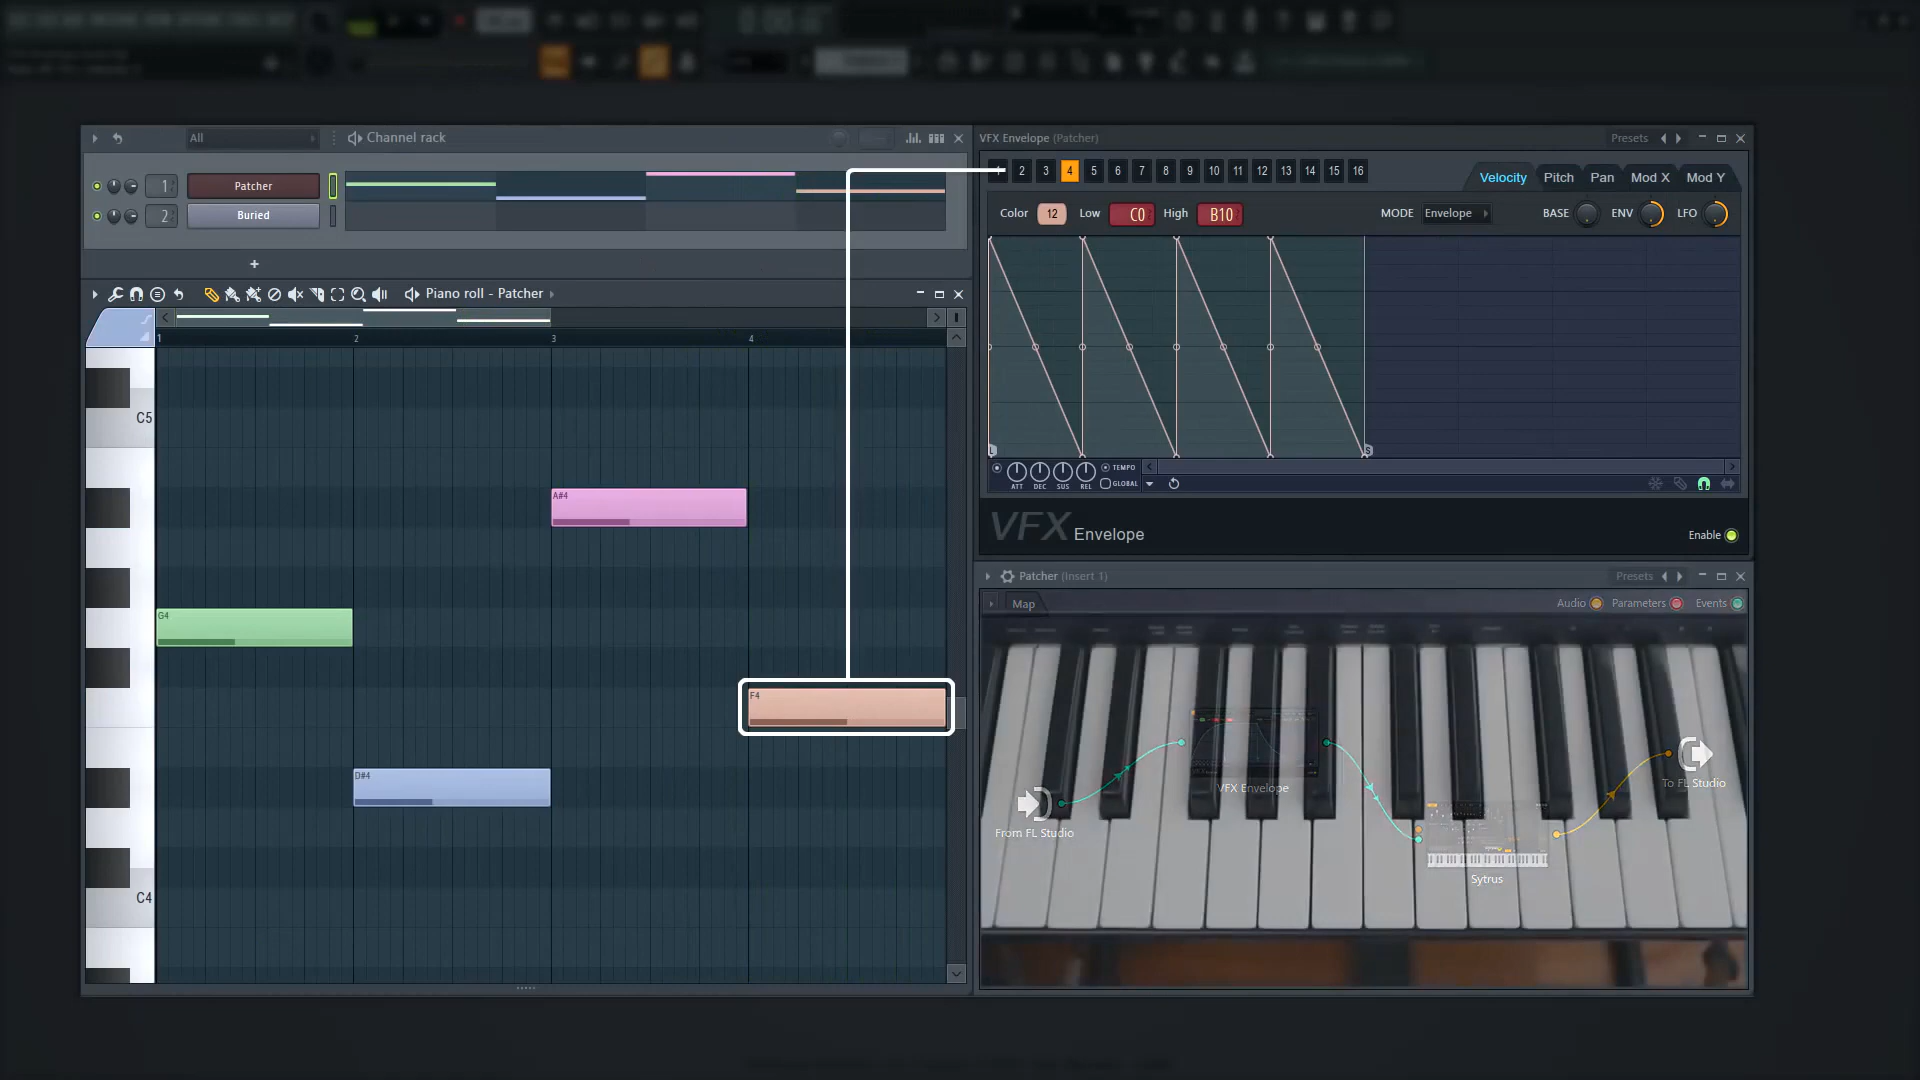 All
Channel rack
1
Patcher
2
Buried
+
Piano roll - Patcher
1
2
3
4
C5
A#4
G4
F4
D#4
C4
VFX Envelope (Patcher)
Presets
1 2 3 4 5 6 7 8 9 10 11 12 13 14 15 16
Velocity Pitch Pan Mod X Mod Y
Color 12 Low C0 High B10
MODE Envelope BASE ENV LFO
L
S
ATT DEC SUS REL
TEMPO
GLOBAL
VFX Envelope
Enable
Patcher (Insert 1)
Presets
Map
Audio Parameters Events
From FL Studio
VFX Envelope
Sytrus
To FL Studio